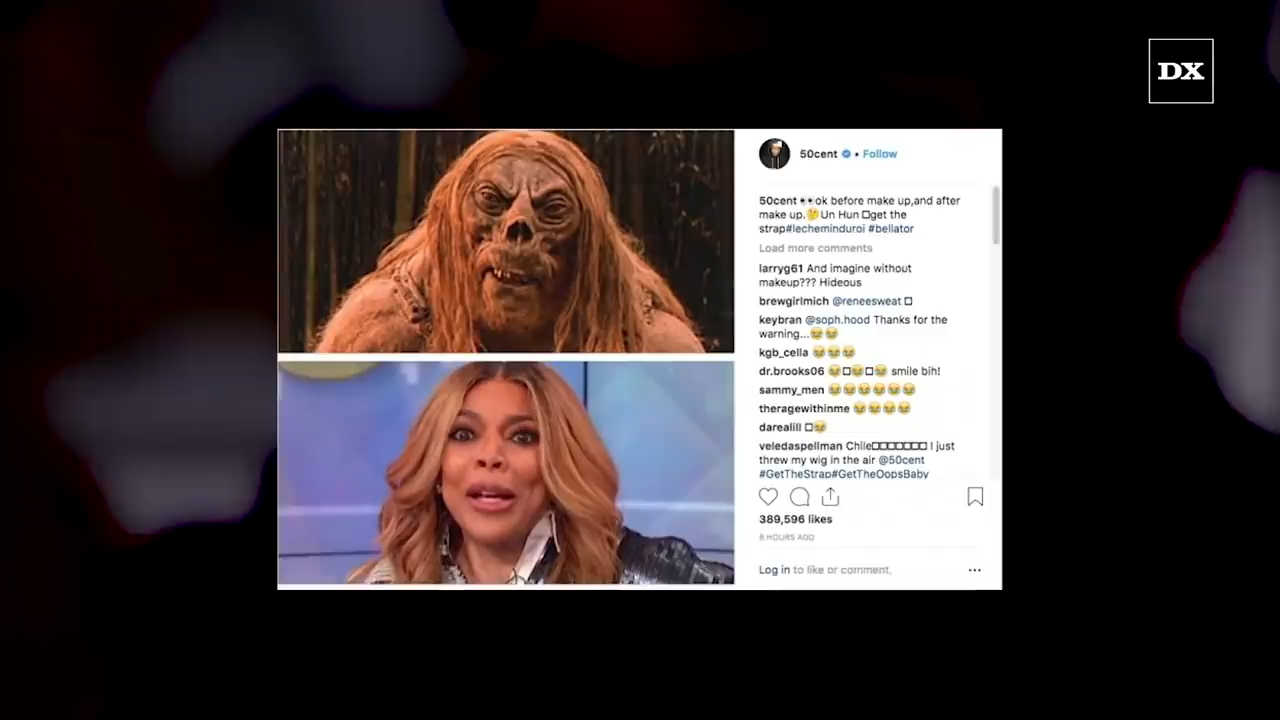 DX
50cent • Follow
50cent 👀ok before make up,and after
make up.🤔Un Hun □get the
strap#lecheminduroi #bellator
Load more comments
larryg61 And imagine without
makeup??? Hideous
brewgirlmich @reneesweat □
keybran @soph.hood Thanks for the
warning...😂😂
kgb_cella 😂😂😂
dr.brooks06 😂□😂□😂 smile bih!
sammy_men 😂😂😂😂😂😂
theragewithinme 😂😂😂😂
darealill □😂
veledaspellman Chile□□□□□□□ I just
threw my wig in the air @50cent
#GetTheStrap#GetTheOopsBaby
389,596 likes
8 HOURS AGO
Log in to like or comment.